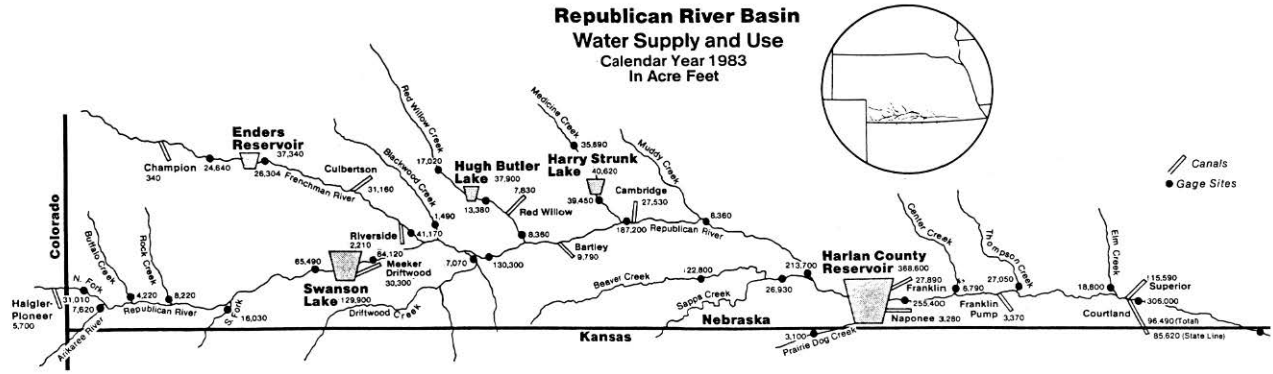 Republican River Basin
Water Supply and Use
Calendar Year 1983
In Acre Feet
Canals
Gage Sites
Colorado
Nebraska
Kansas
Champion
340
24,640
Enders
Reservoir
37,340
26,304
Frenchman River
Culbertson
31,160
Blackwood Creek
1,490
Riverside
2,210
41,170
Red Willow Creek
17,020
Hugh Butler
Lake
37,900
13,380
7,830
Red Willow
8,360
Medicine Creek
35,890
Harry Strunk
Lake
40,620
39,450
Cambridge
27,530
187,200
Republican River
Muddy Creek
6,360
Bartley
9,790
130,300
7,070
84,120
Meeker
Driftwood
30,300
65,490
Swanson
Lake
129,900
Driftwood Creek
Buffalo Creek
4,220
Rock Creek
8,220
Republican River
S. Fork
16,030
N. Fork
31,010
Haigler-
Pioneer
5,700
7,620
Arikaree River
Beaver Creek
22,800
Sappa Creek
26,930
213,700
Harlan County
Reservoir
368,600
27,890
Franklin
255,400
Naponee
3,280
3,100
Prairie Dog Creek
Center Creek
6,790
Franklin
Pump
3,370
Thompson Creek
27,050
Elm Creek
18,800
115,590
Superior
306,000
Courtland
96,490 (Total)
85,620 (State Line)